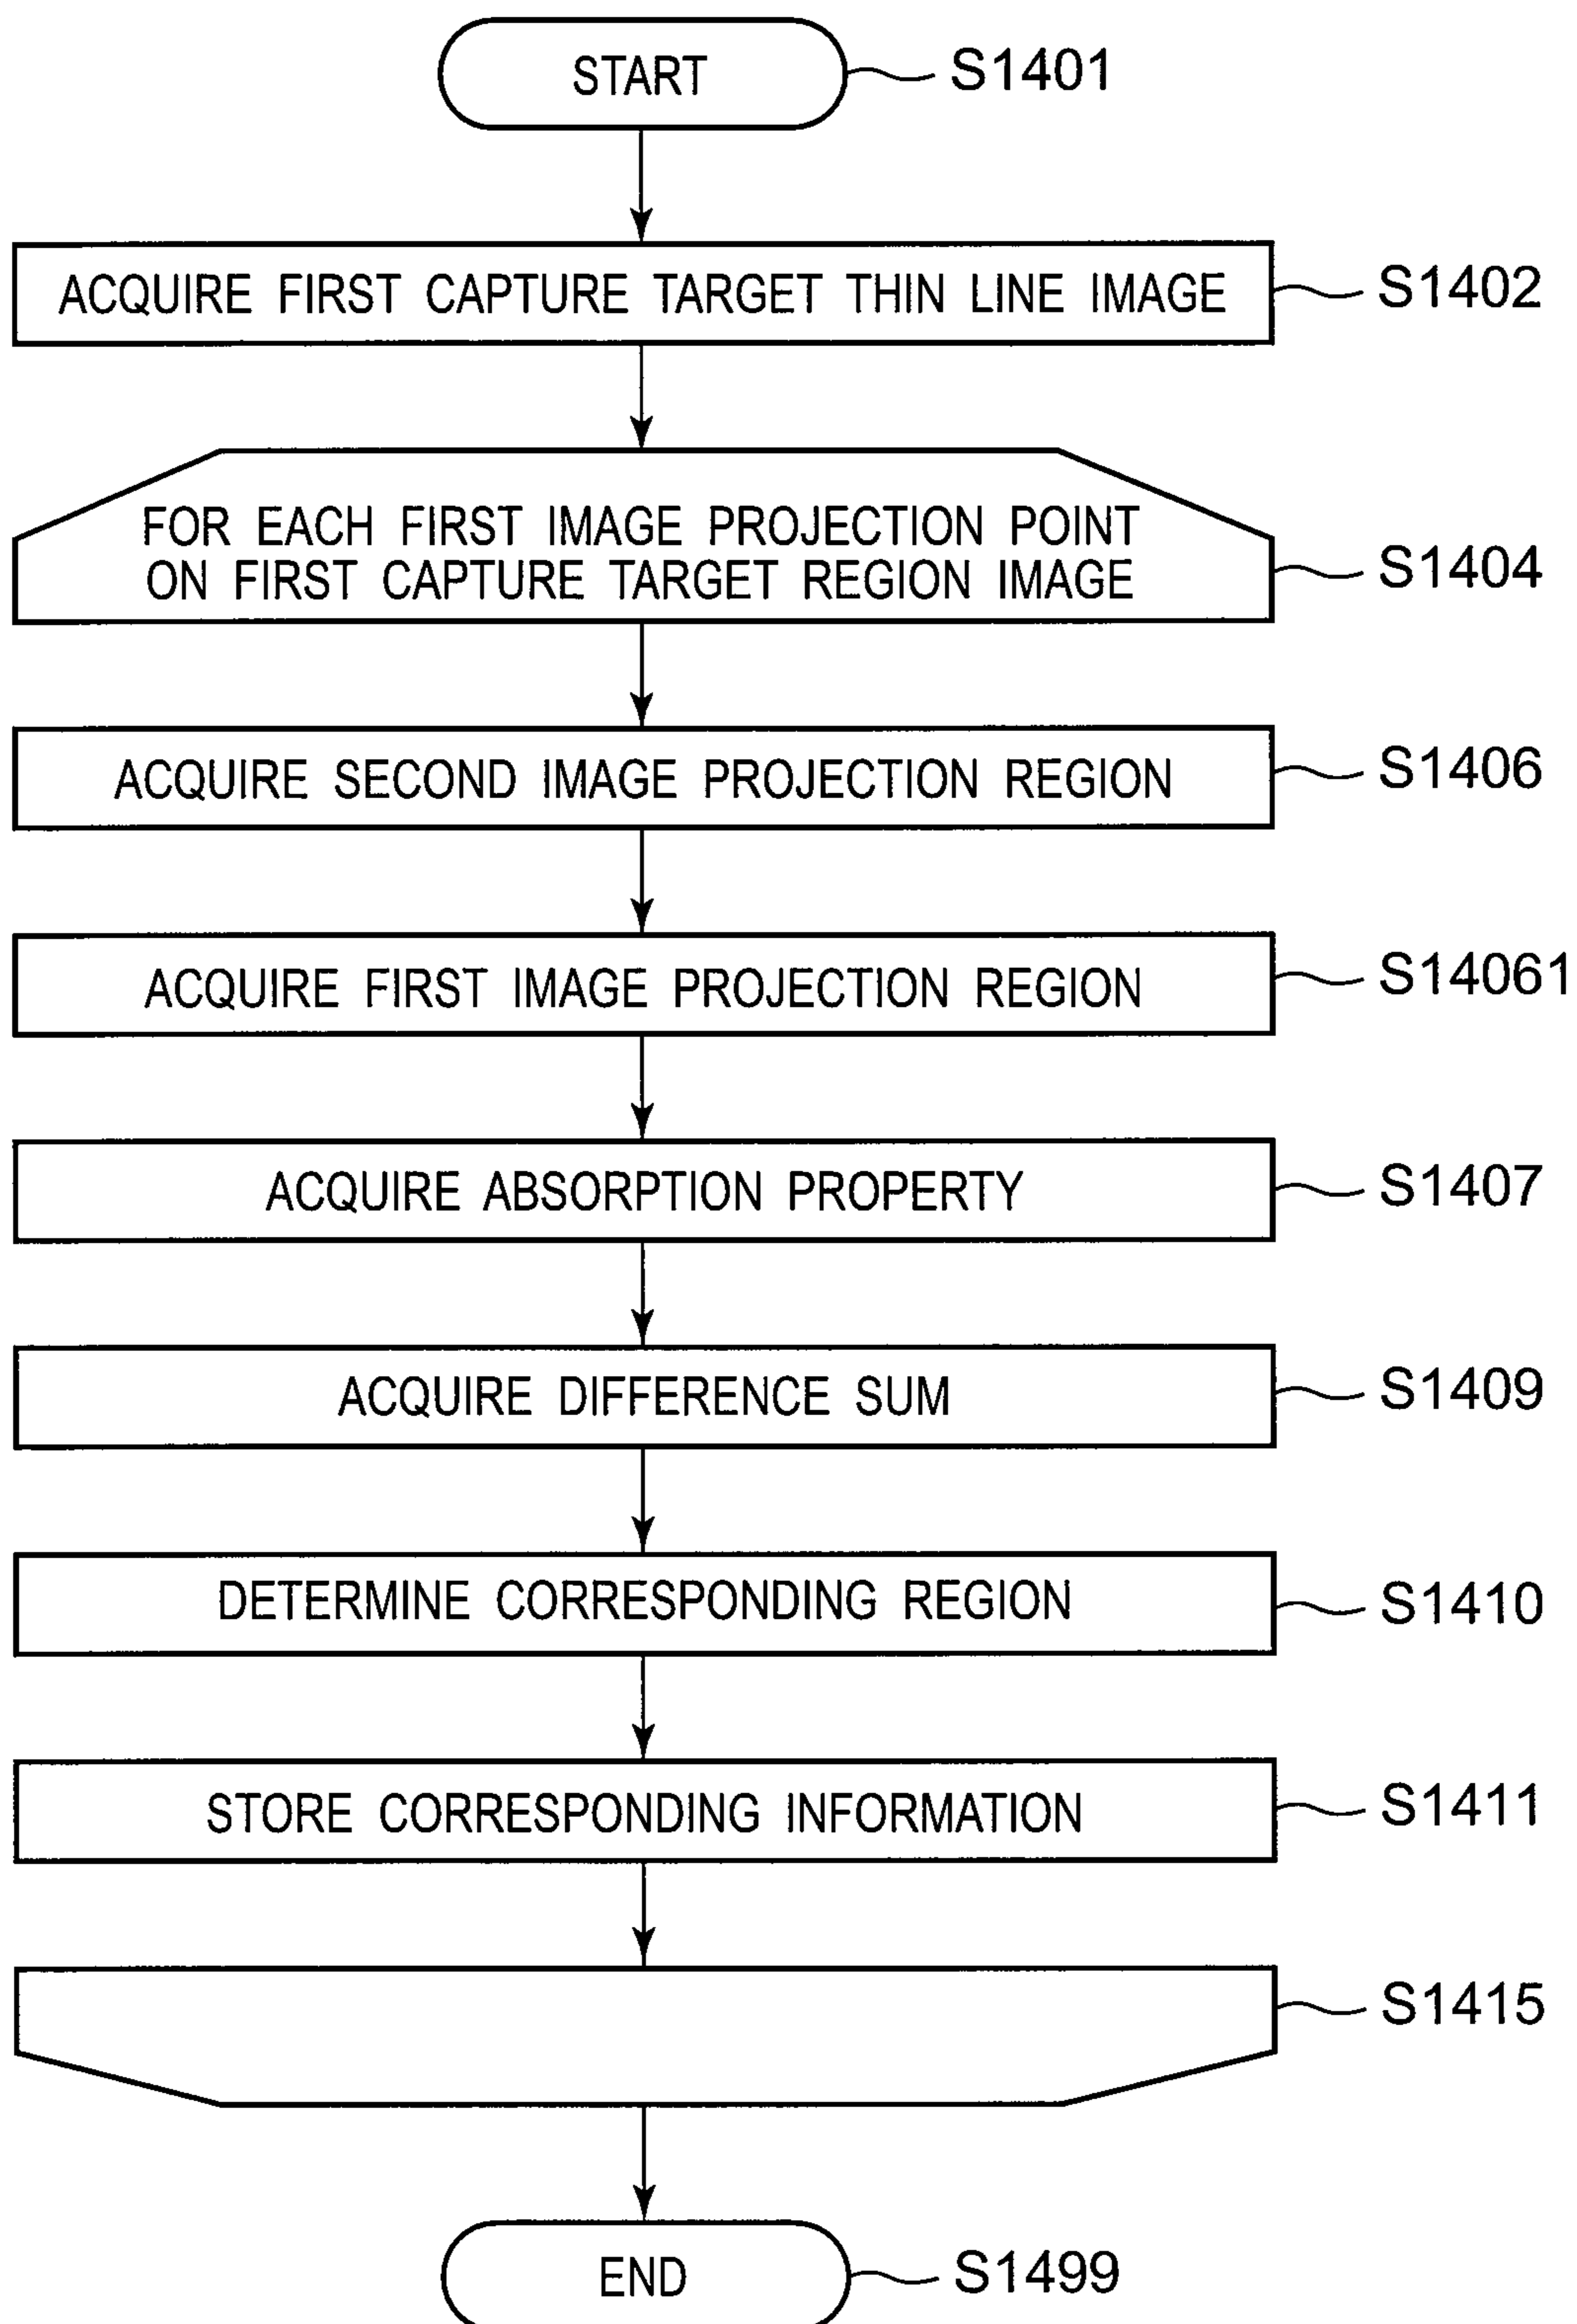 START
S1401
ACQUIRE FIRST CAPTURE TARGET THIN LINE IMAGE
S1402
FOR EACH FIRST IMAGE PROJECTION POINT
ON FIRST CAPTURE TARGET REGION IMAGE
S1404
ACQUIRE SECOND IMAGE PROJECTION REGION
S1406
ACQUIRE FIRST IMAGE PROJECTION REGION
S14061
ACQUIRE ABSORPTION PROPERTY
S1407
ACQUIRE DIFFERENCE SUM
S1409
DETERMINE CORRESPONDING REGION
S1410
STORE CORRESPONDING INFORMATION
S1411
S1415
END
S1499